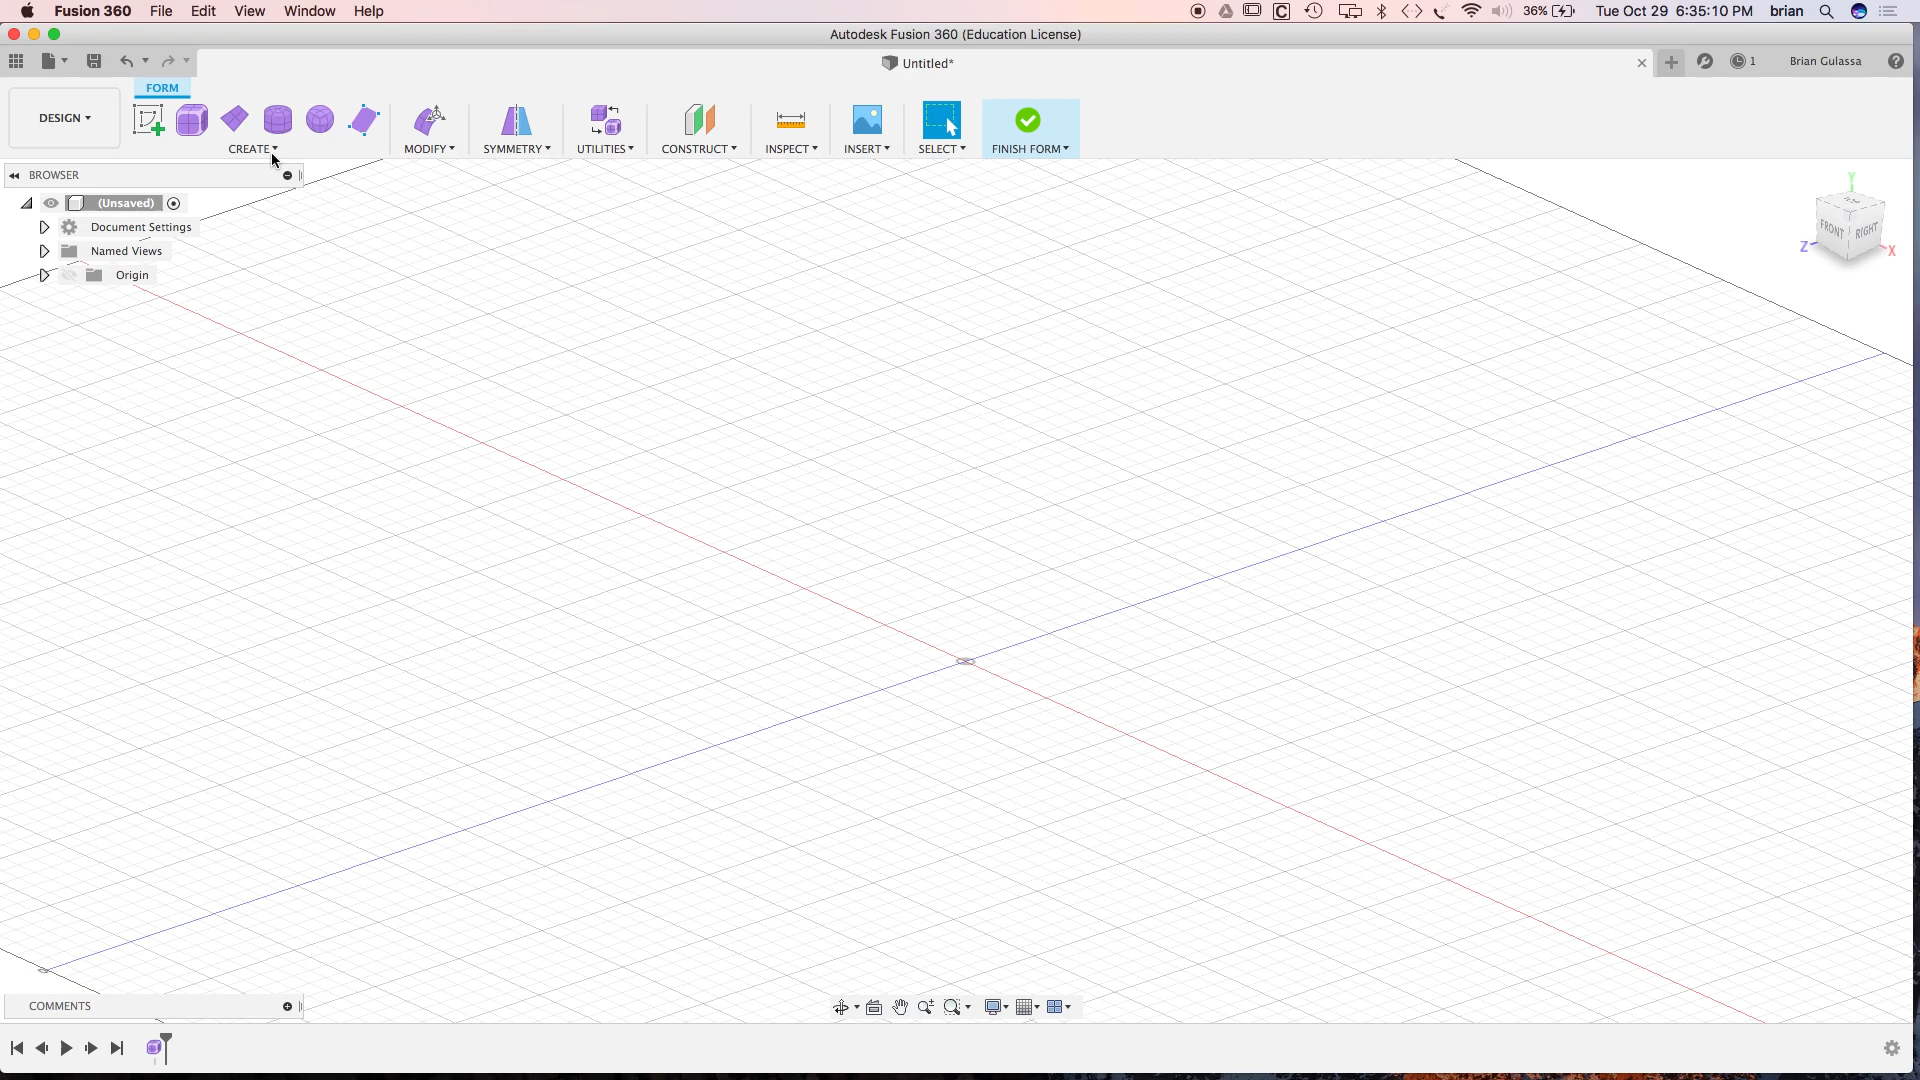 Fusion 360 File Edit View Window Help 36% Tue Oct 29 6:35:10 PM brian
Autodesk Fusion 360 (Education License)
Untitled* 1 Brian Gulassa
FORM
DESIGN
CREATE MODIFY SYMMETRY UTILITIES CONSTRUCT INSPECT INSERT SELECT FINISH FORM
BROWSER
(Unsaved)
Document Settings
Named Views
Origin
Y
TOP
FRONT RIGHT
Z X
COMMENTS